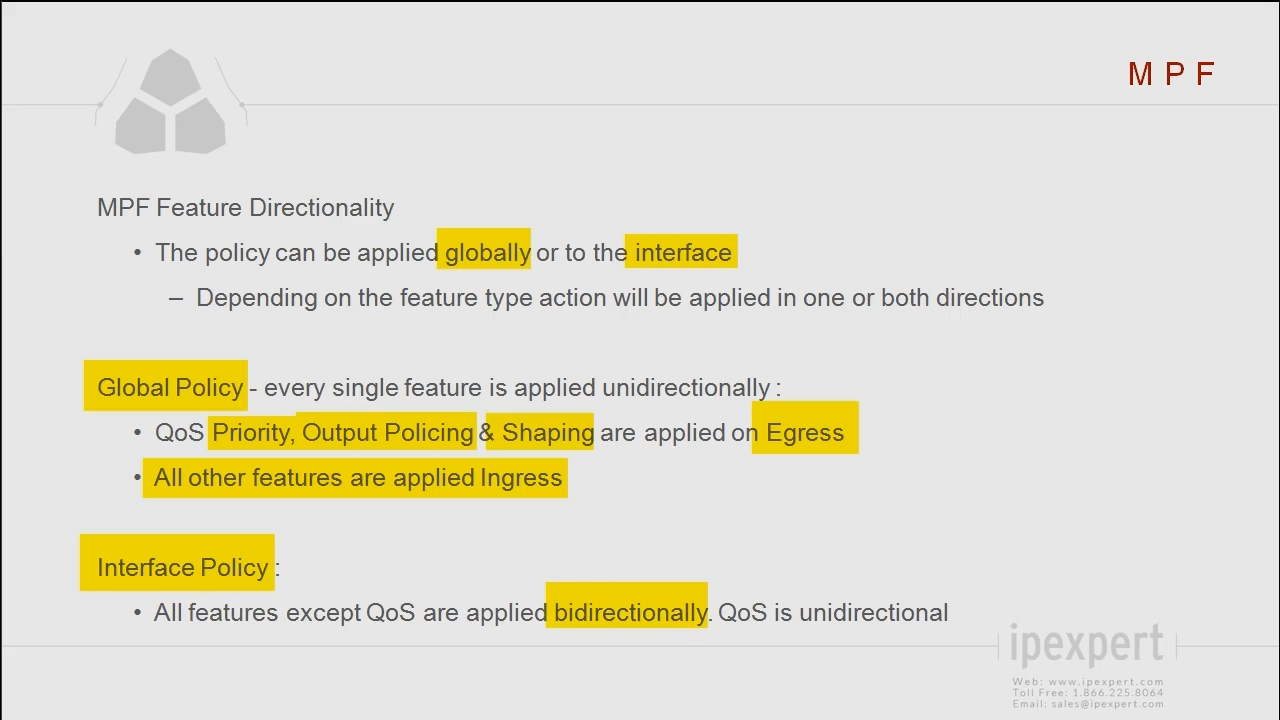 M P F
MPF Feature Directionality
• The policy can be applied globally or to the interface
– Depending on the feature type action will be applied in one or both directions
Global Policy - every single feature is applied unidirectionally :
• QoS Priority, Output Policing & Shaping are applied on Egress
• All other features are applied Ingress
Interface Policy :
• All features except QoS are applied bidirectionally. QoS is unidirectional
ipexpert
Web: www.ipexpert.com
Toll Free: 1.866.225.8064
Email: sales@ipexpert.com